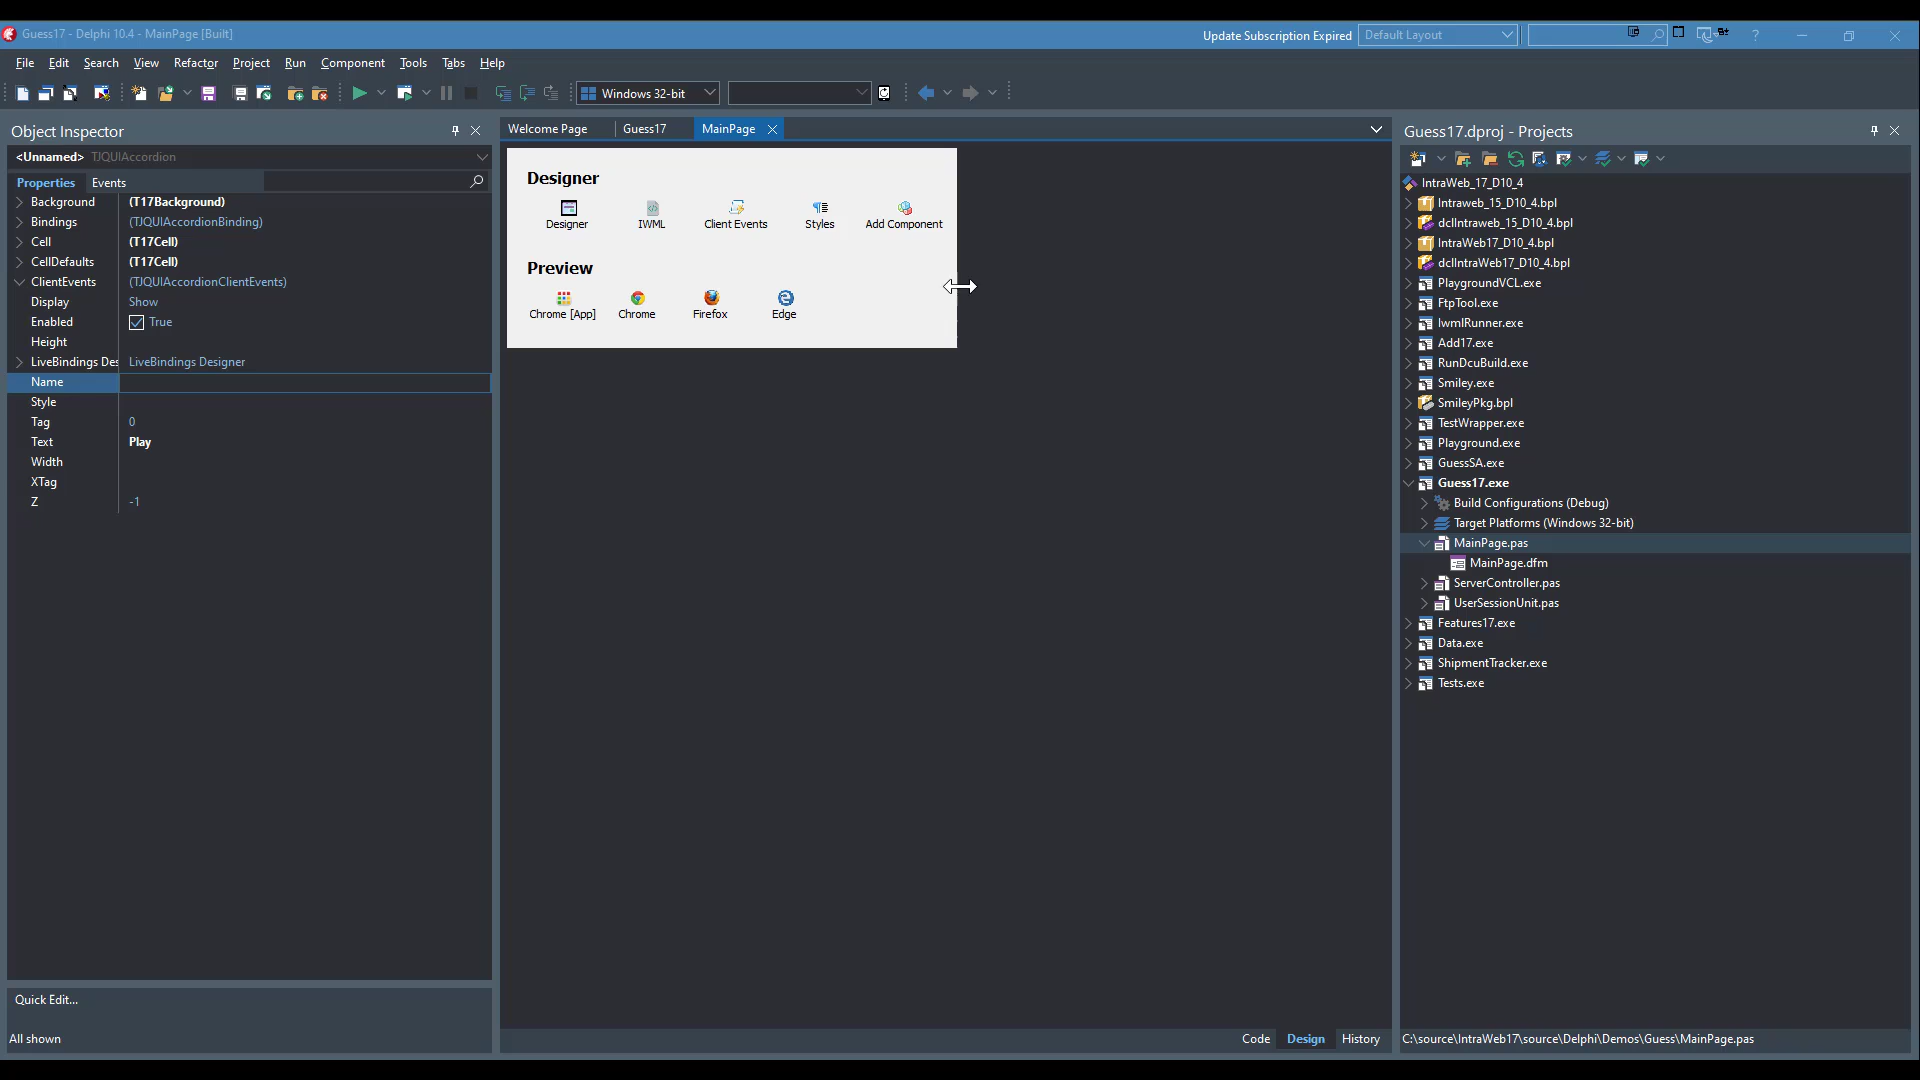 Guess17 - Delphi 10.4 - MainPage [Built]
Update Subscription Expired
Default Layout
File Edit Search View Refactor Project Run Component Tools Tabs Help
Windows 32-bit
Object Inspector
<Unnamed> TJQUIAccordion
Properties Events
Background (T17Background)
Bindings (TJQUIAccordionBinding)
Cell (T17Cell)
CellDefaults (T17Cell)
ClientEvents (TJQUIAccordionClientEvents)
Display Show
Enabled True
Height
LiveBindings Des LiveBindings Designer
Name
Style
Tag 0
Text Play
Width
XTag
Z -1
Quick Edit...
All shown
Welcome Page Guess17 MainPage
Designer
Designer IWML Client Events Styles Add Component
Preview
Chrome [App] Chrome Firefox Edge
Code Design History
Guess17.dproj - Projects
IntraWeb_17_D10_4
Intraweb_15_D10_4.bpl
dclIntraweb_15_D10_4.bpl
IntraWeb17_D10_4.bpl
dclIntraWeb17_D10_4.bpl
PlaygroundVCL.exe
FtpTool.exe
IwmlRunner.exe
Add17.exe
RunDcuBuild.exe
Smiley.exe
SmileyPkg.bpl
TestWrapper.exe
Playground.exe
GuessSA.exe
Guess17.exe
Build Configurations (Debug)
Target Platforms (Windows 32-bit)
MainPage.pas
MainPage.dfm
ServerController.pas
UserSessionUnit.pas
Features17.exe
Data.exe
ShipmentTracker.exe
Tests.exe
C:\source\IntraWeb17\source\Delphi\Demos\Guess\MainPage.pas